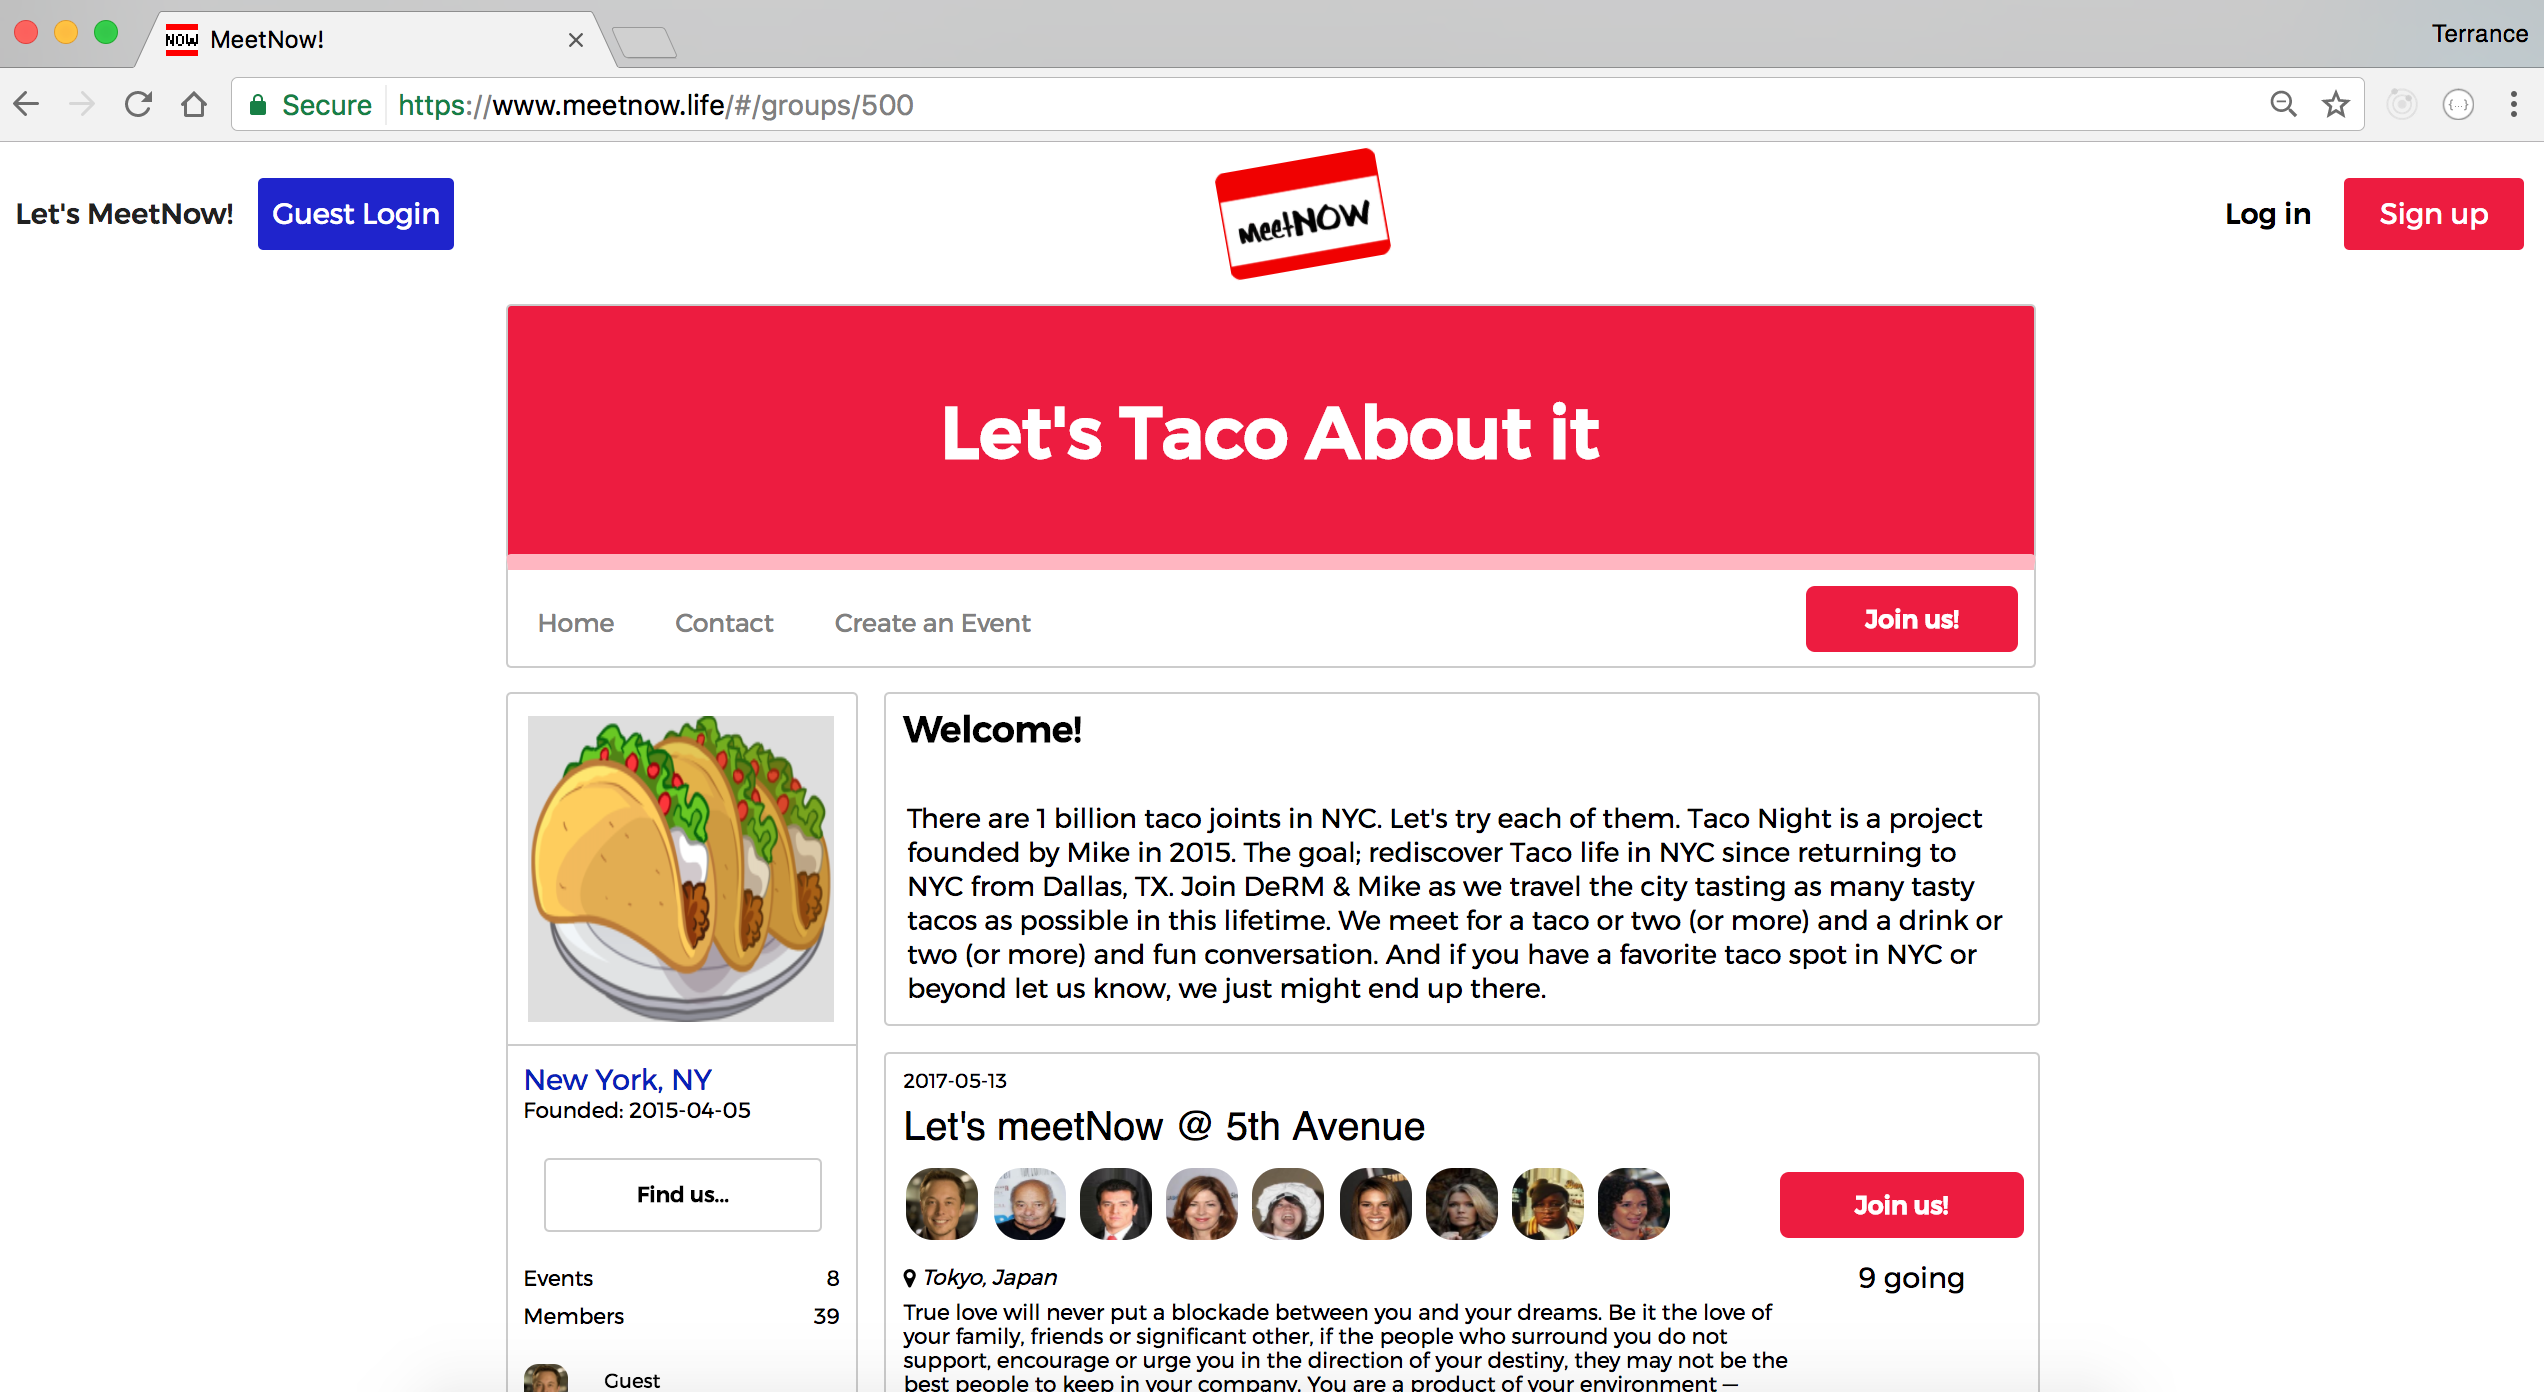 NOW MeetNow!
Terrance
Secure https://www.meetnow.life/#/groups/500
Let's MeetNow! Guest Login
meetNOW
Log in Sign up
Let's Taco About it
Home Contact Create an Event Join us!
Welcome!
There are 1 billion taco joints in NYC. Let's try each of them. Taco Night is a project
founded by Mike in 2015. The goal; rediscover Taco life in NYC since returning to
NYC from Dallas, TX. Join DeRM & Mike as we travel the city tasting as many tasty
tacos as possible in this lifetime. We meet for a taco or two (or more) and a drink or
two (or more) and fun conversation. And if you have a favorite taco spot in NYC or
beyond let us know, we just might end up there.
New York, NY
Founded: 2015-04-05
Find us...
Events 8
Members 39
Guest
2017-05-13
Let's meetNow @ 5th Avenue
Join us!
Tokyo, Japan
9 going
True love will never put a blockade between you and your dreams. Be it the love of
your family, friends or significant other, if the people who surround you do not
support, encourage or urge you in the direction of your destiny, they may not be the
best people to keep in your company. You are a product of your environment —